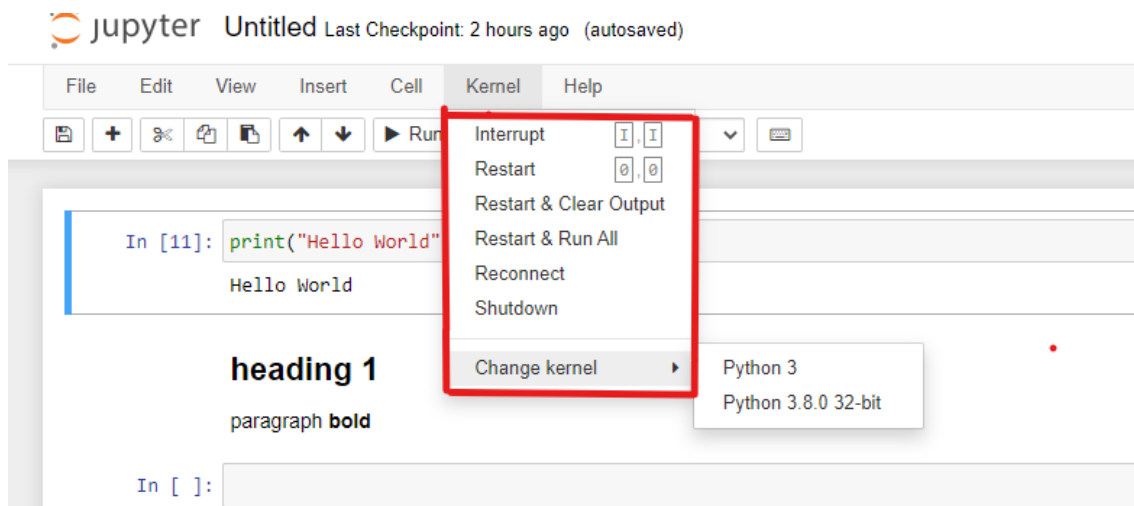 jupyter Untitled Last Checkpoint: 2 hours ago (autosaved)
File Edit View Insert Cell Kernel Help
Run
Interrupt I,I
Restart 0,0
Restart & Clear Output
Restart & Run All
Reconnect
Shutdown
Change kernel
Python 3
Python 3.8.0 32-bit
In [11]: print("Hello World"
Hello World
heading 1
paragraph bold
In [ ]: